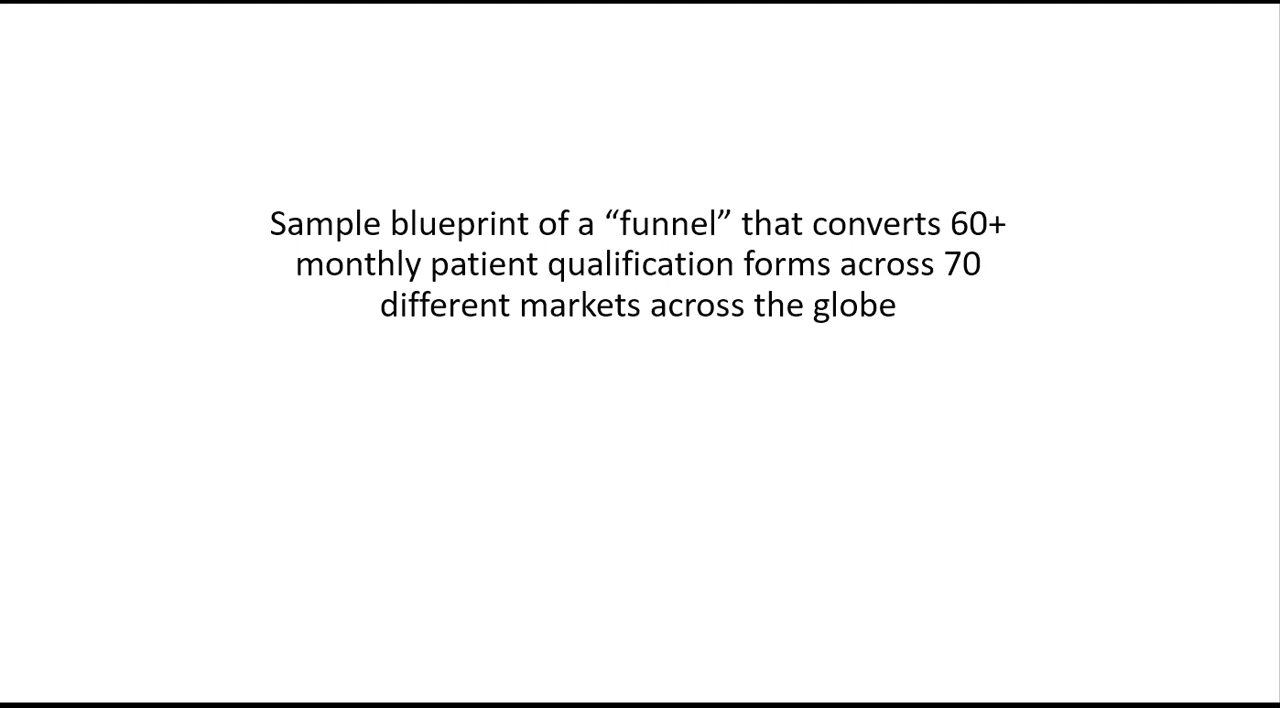 Sample blueprint of a “funnel” that converts 60+
monthly patient qualification forms across 70
different markets across the globe